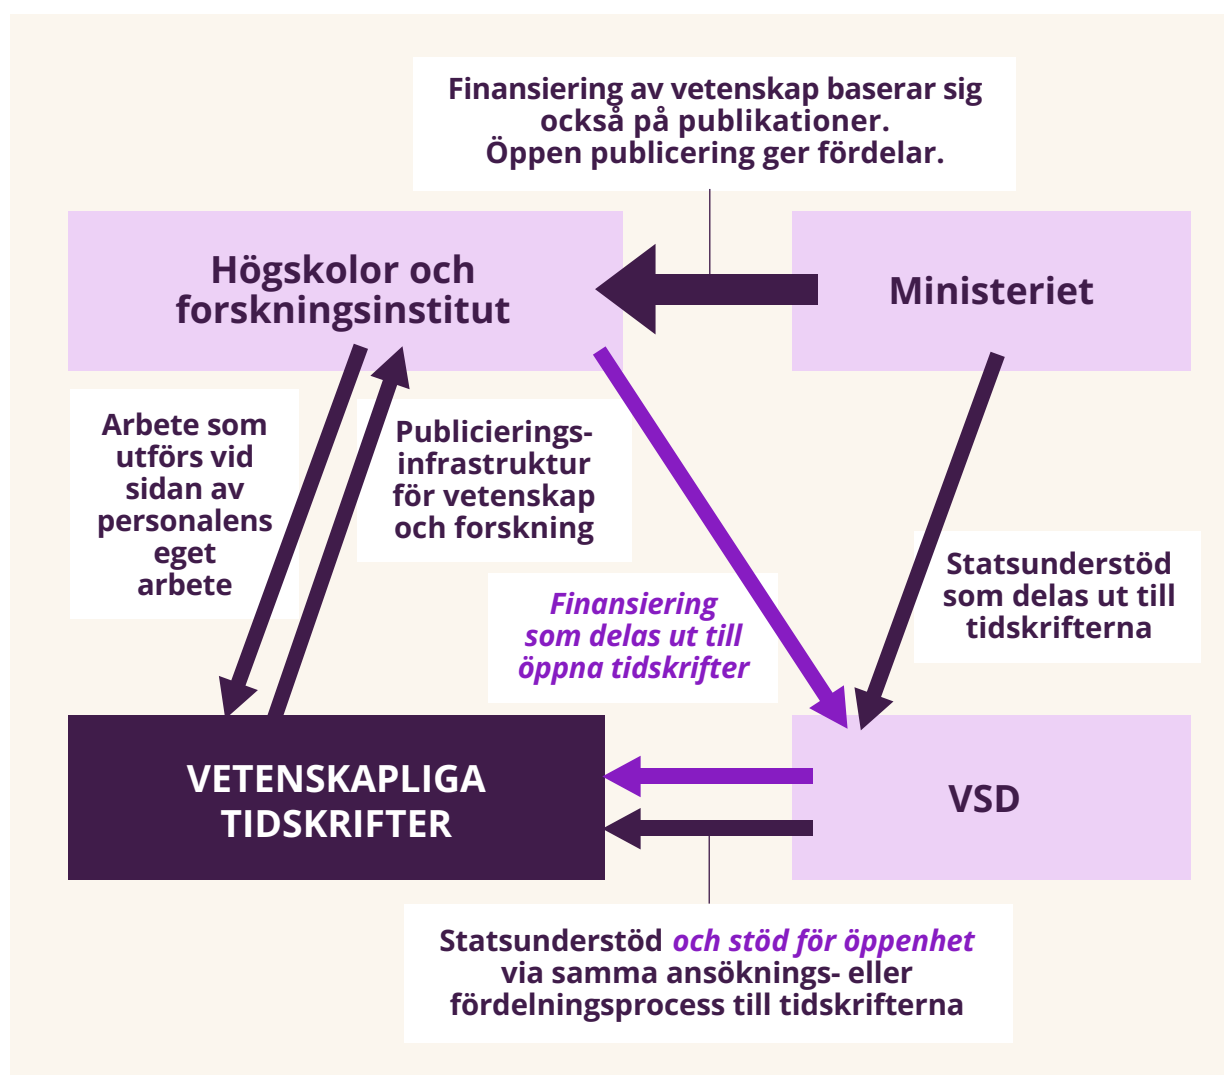 Finansiering av vetenskap baserar sig
också på publikationer.
Öppen publicering ger fördelar.
Högskolor och
forskningsinstitut
Ministeriet
Arbete som
utförs vid
sidan av
personalens
eget
arbete
Publicierings-
infrastruktur
för vetenskap
och forskning
Finansiering
som delas ut till
öppna tidskrifter
Statsunderstöd
som delas ut till
tidskrifterna
VETENSKAPLIGA
TIDSKRIFTER
VSD
Statsunderstöd och stöd för öppenhet
via samma ansöknings- eller
fördelningsprocess till tidskrifterna